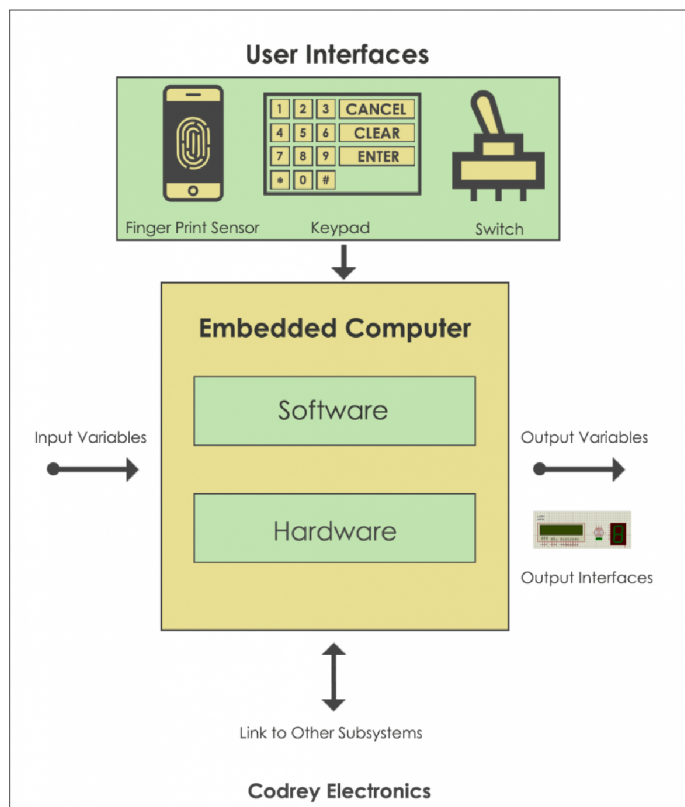 User Interfaces
1 2 3 CANCEL
4 5 6 CLEAR
7 8 9 ENTER
* 0 #
Finger Print Sensor Keypad Switch
Embedded Computer
Software
Input Variables Output Variables
Hardware
Output Interfaces
Link to Other Subsystems
Codrey Electronics